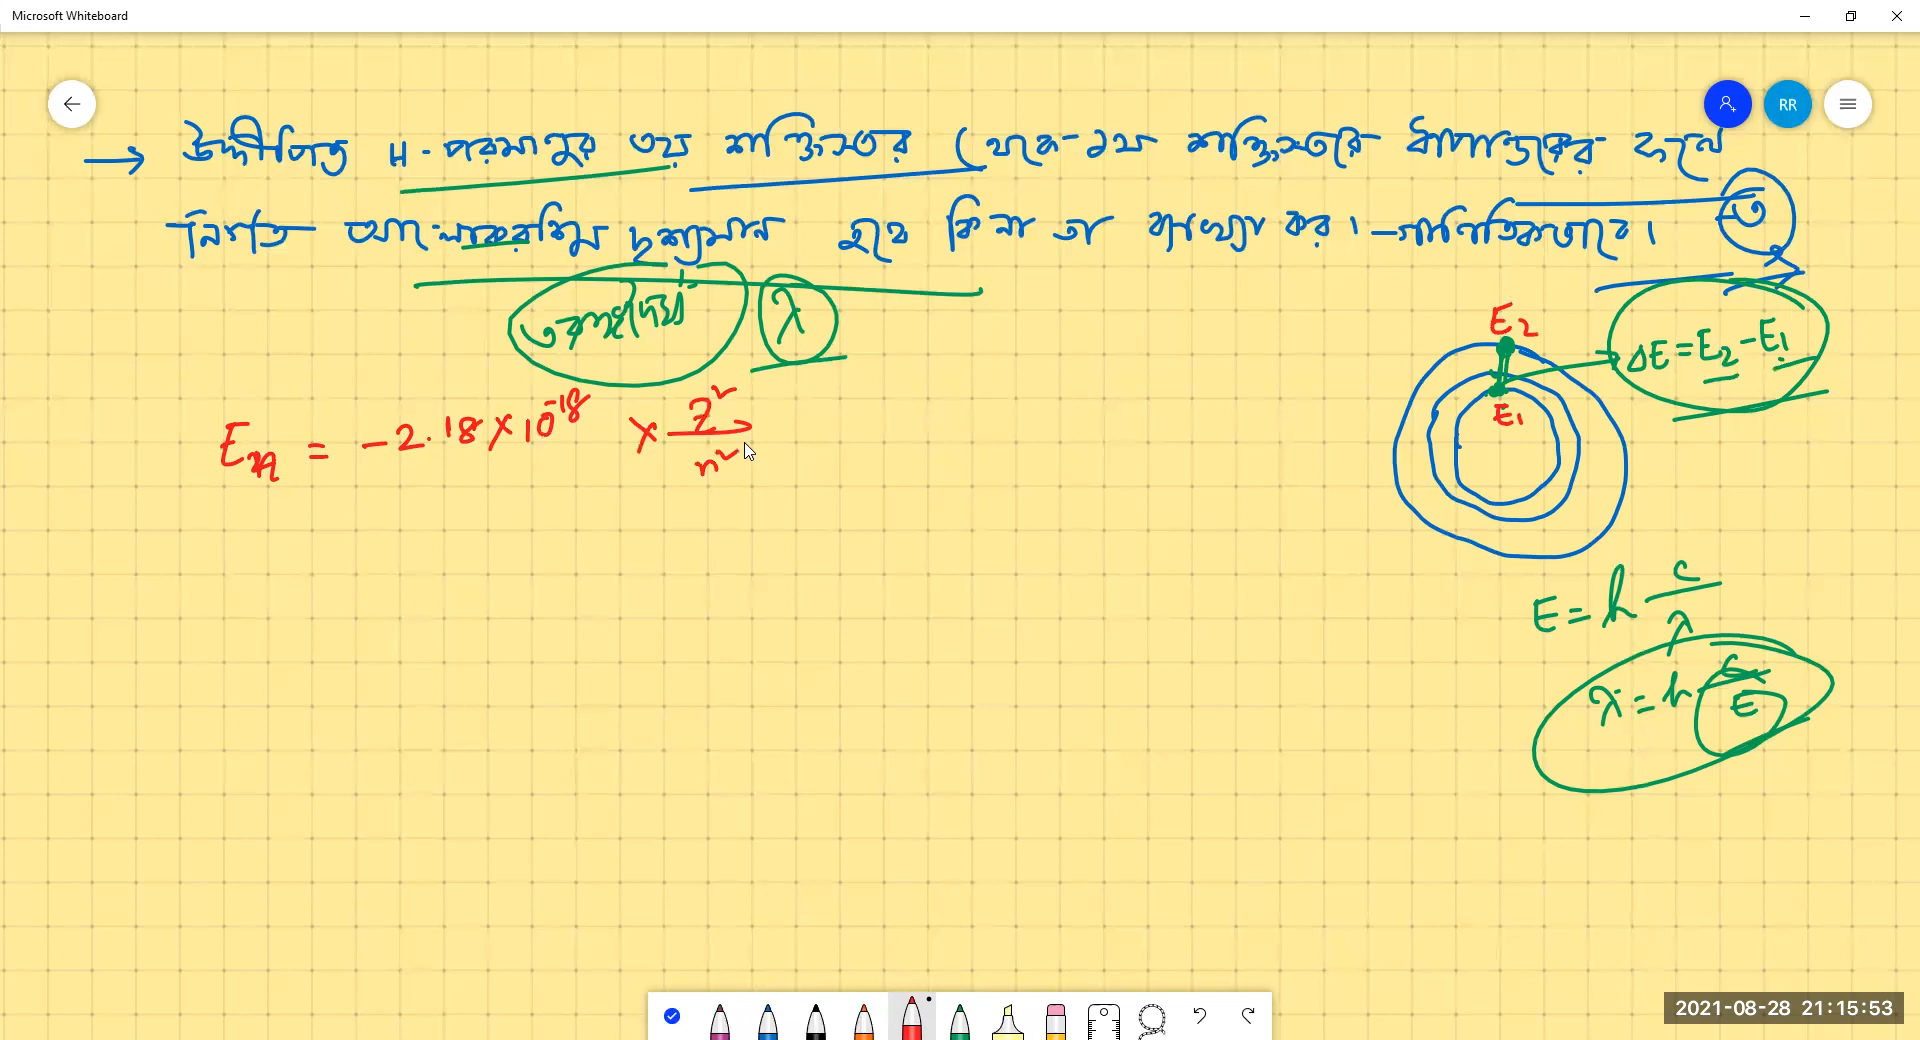 Microsoft Whiteboard
RR
→ উদ্দীপিত H-পরমাণুর ৩য় শক্তিস্তর থেকে ১ম শক্তিস্তরে ধাপান্তরের ফলে
নির্গত আলোকরশ্মি দৃশ্যমান হবে কি না তা ব্যাখ্যা কর। গাণিতিকভাবে। ৩
তরঙ্গদৈর্ঘ্য λ
E2
ΔE = E2 - E1
E1
En = -2.18 × 10^-18 × Z²/n²
E = h c/λ
λ = h c/E
2021-08-28 21:15:53